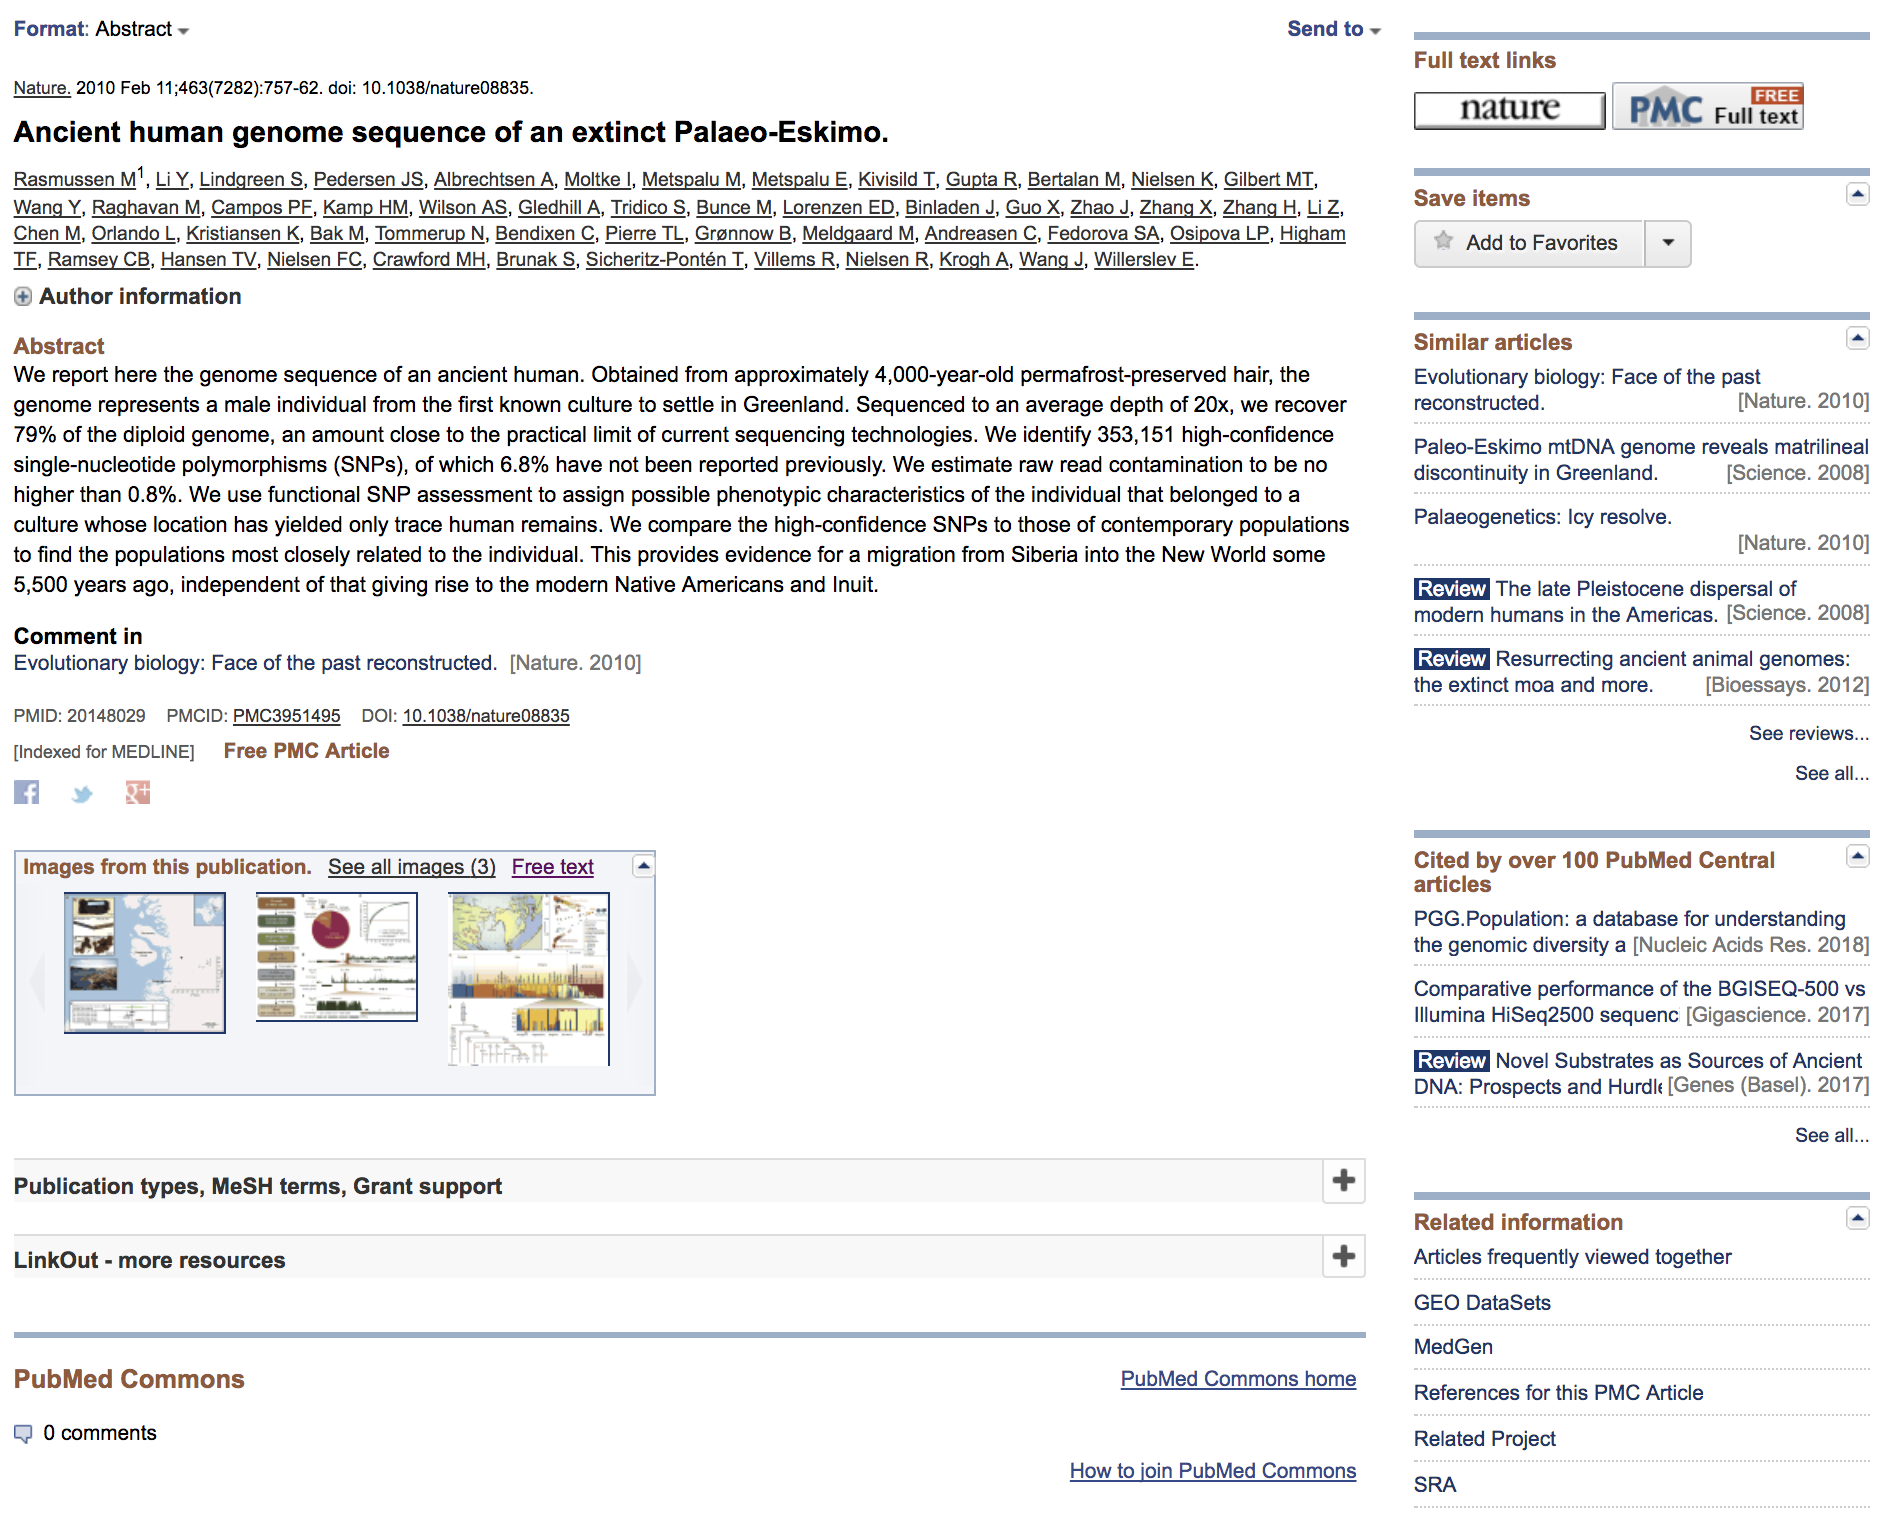 Format: Abstract
Send to
Nature. 2010 Feb 11;463(7282):757-62. doi: 10.1038/nature08835.
Ancient human genome sequence of an extinct Palaeo-Eskimo.
Rasmussen M1, Li Y, Lindgreen S, Pedersen JS, Albrechtsen A, Moltke I, Metspalu M, Metspalu E, Kivisild T, Gupta R, Bertalan M, Nielsen K, Gilbert MT,
Wang Y, Raghavan M, Campos PF, Kamp HM, Wilson AS, Gledhill A, Tridico S, Bunce M, Lorenzen ED, Binladen J, Guo X, Zhao J, Zhang X, Zhang H, Li Z,
Chen M, Orlando L, Kristiansen K, Bak M, Tommerup N, Bendixen C, Pierre TL, Grønnow B, Meldgaard M, Andreasen C, Fedorova SA, Osipova LP, Higham
TF, Ramsey CB, Hansen TV, Nielsen FC, Crawford MH, Brunak S, Sicheritz-Pontén T, Villems R, Nielsen R, Krogh A, Wang J, Willerslev E.
Author information
Abstract
We report here the genome sequence of an ancient human. Obtained from approximately 4,000-year-old permafrost-preserved hair, the
genome represents a male individual from the first known culture to settle in Greenland. Sequenced to an average depth of 20x, we recover
79% of the diploid genome, an amount close to the practical limit of current sequencing technologies. We identify 353,151 high-confidence
single-nucleotide polymorphisms (SNPs), of which 6.8% have not been reported previously. We estimate raw read contamination to be no
higher than 0.8%. We use functional SNP assessment to assign possible phenotypic characteristics of the individual that belonged to a
culture whose location has yielded only trace human remains. We compare the high-confidence SNPs to those of contemporary populations
to find the populations most closely related to the individual. This provides evidence for a migration from Siberia into the New World some
5,500 years ago, independent of that giving rise to the modern Native Americans and Inuit.
Comment in
Evolutionary biology: Face of the past reconstructed. [Nature. 2010]
PMID: 20148029 PMCID: PMC3951495 DOI: 10.1038/nature08835
[Indexed for MEDLINE] Free PMC Article
f g+
Images from this publication. See all images (3) Free text
Publication types, MeSH terms, Grant support
LinkOut - more resources
PubMed Commons
PubMed Commons home
0 comments
How to join PubMed Commons
Full text links
nature
PMC FREE Full text
Save items
Add to Favorites
Similar articles
Evolutionary biology: Face of the past
reconstructed. [Nature. 2010]
Paleo-Eskimo mtDNA genome reveals matrilineal
discontinuity in Greenland. [Science. 2008]
Palaeogenetics: Icy resolve.
[Nature. 2010]
Review The late Pleistocene dispersal of
modern humans in the Americas. [Science. 2008]
Review Resurrecting ancient animal genomes:
the extinct moa and more. [Bioessays. 2012]
See reviews...
See all...
Cited by over 100 PubMed Central
articles
PGG.Population: a database for understanding
the genomic diversity a [Nucleic Acids Res. 2018]
Comparative performance of the BGISEQ-500 vs
Illumina HiSeq2500 sequenc [Gigascience. 2017]
Review Novel Substrates as Sources of Ancient
DNA: Prospects and Hurdle [Genes (Basel). 2017]
See all...
Related information
Articles frequently viewed together
GEO DataSets
MedGen
References for this PMC Article
Related Project
SRA